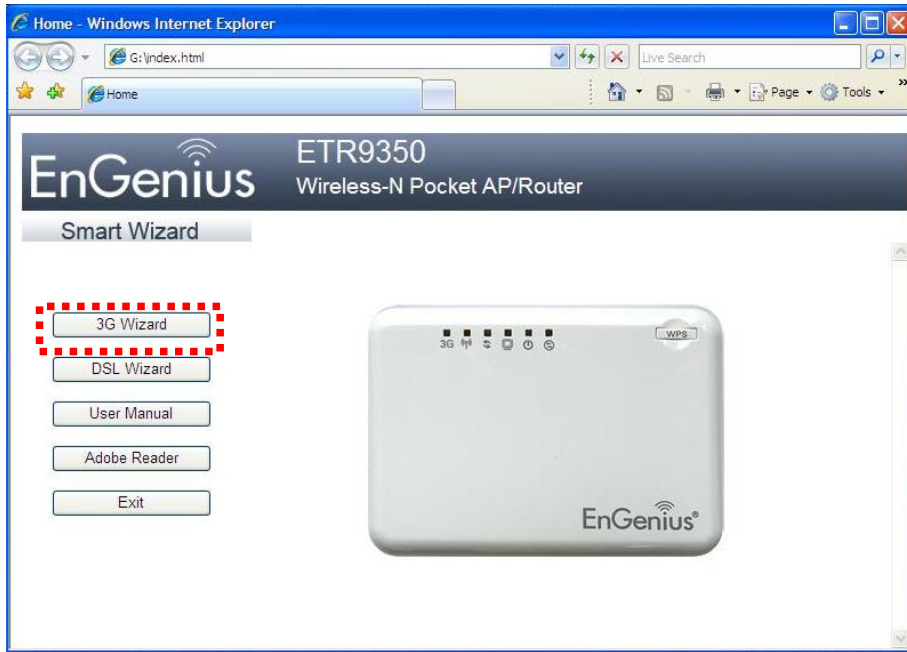 Home - Windows Internet Explorer
G:\index.html
Live Search
Home
Page
Tools
EnGenius
ETR9350
Wireless-N Pocket AP/Router
Smart Wizard
3G Wizard
DSL Wizard
User Manual
Adobe Reader
Exit
3G
WPS
EnGenius®